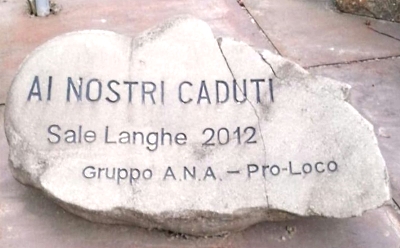 AI NOSTRI CADUTI
Sale Langhe 2012
Gruppo A.N.A. – Pro-Loco